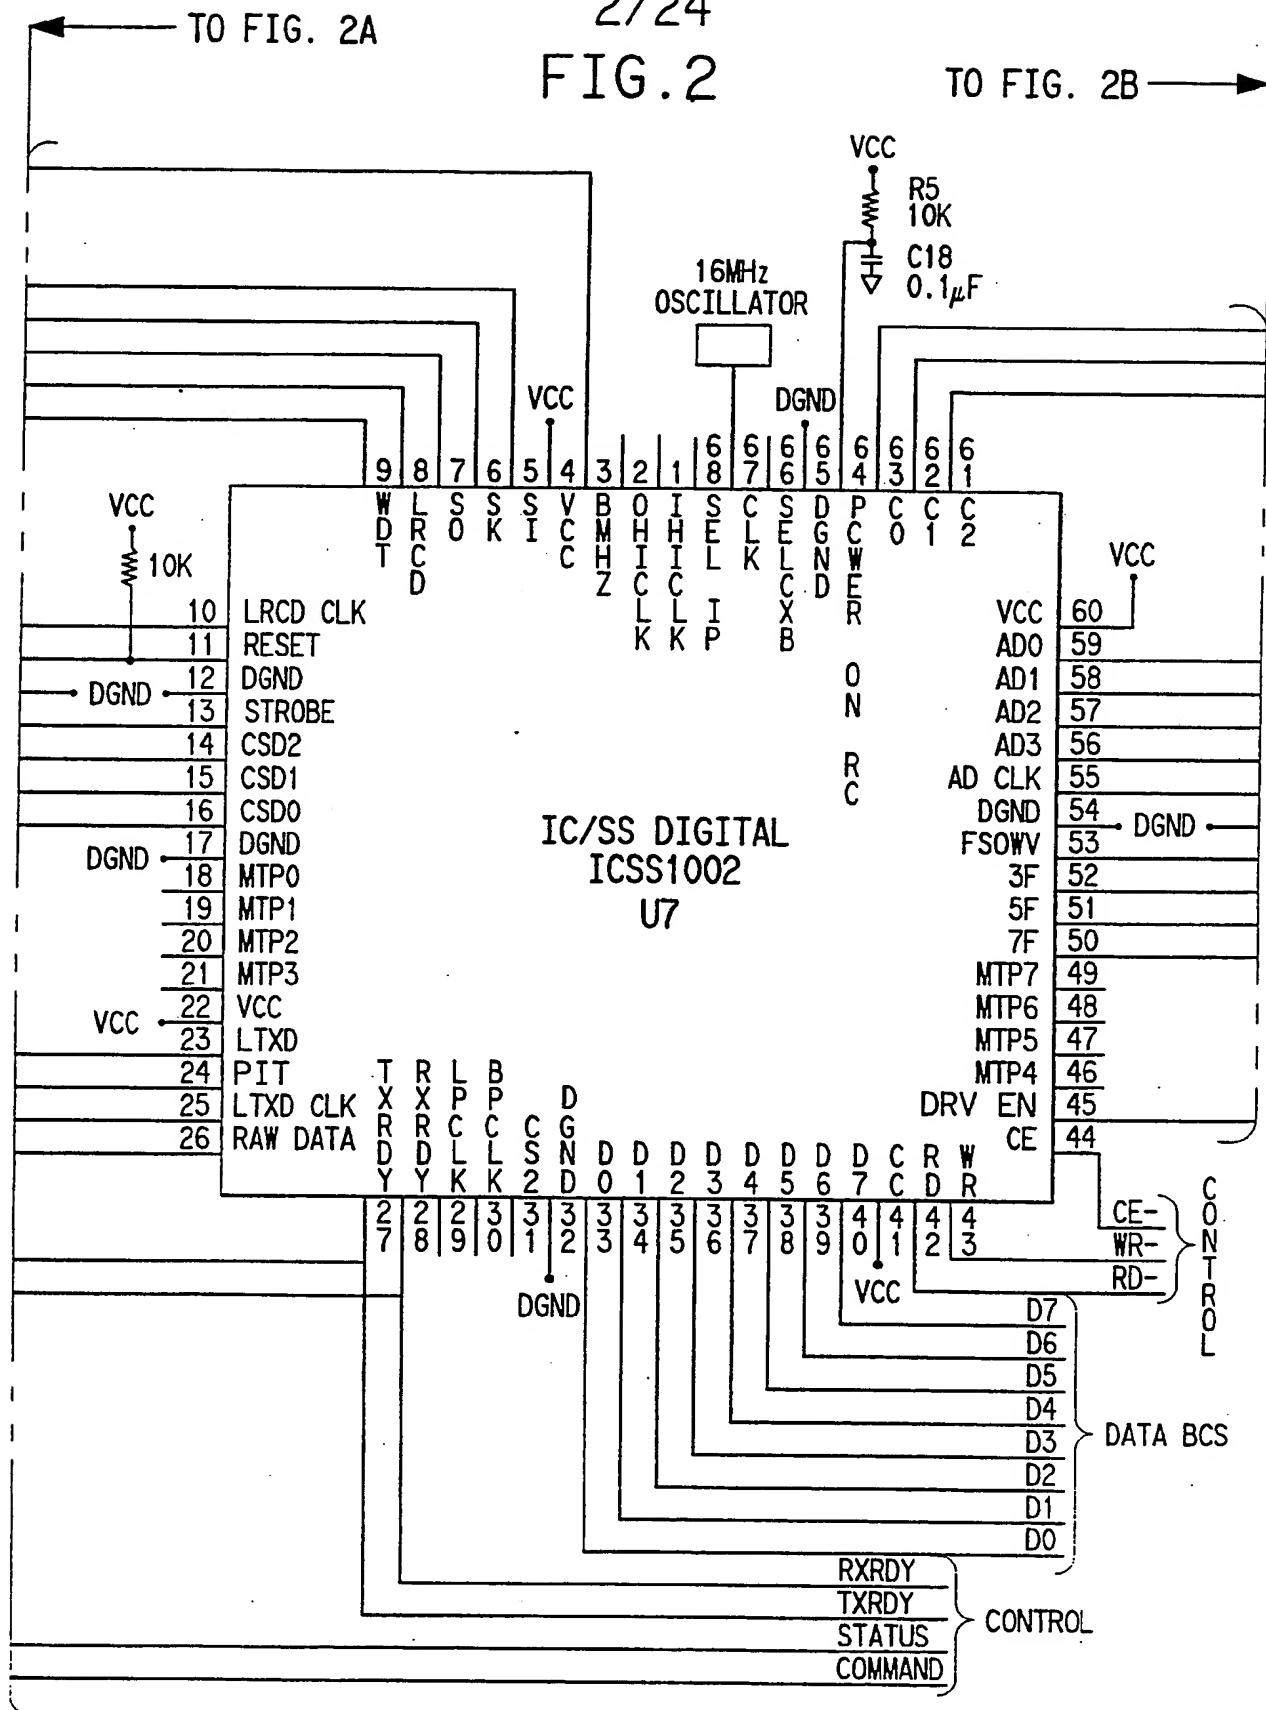 2/24
TO FIG. 2A
FIG.2
TO FIG. 2B
VCC
R5
10K
C18
0.1µF
16MHz
OSCILLATOR
VCC
DGND
9 8 7 6 5 4 3 2 1 68 67 66 65 64 63 62 61
WDT
LRCD
SO
SK
SI
VCC
BMHZ
OHICLK
IHICLK
SEL IP
CLK
SELCXB
DGND
PCWER ON RC
C0
C1
C2
VCC
10K
VCC
10 LRCD CLK
11 RESET
DGND 12 DGND
13 STROBE
14 CSD2
15 CSD1
16 CSD0
DGND 17 DGND
18 MTP0
19 MTP1
20 MTP2
21 MTP3
VCC 22 VCC
23 LTXD
24 PIT
25 LTXD CLK
26 RAW DATA
IC/SS DIGITAL
ICSS1002
U7
VCC 60
AD0 59
AD1 58
AD2 57
AD3 56
AD CLK 55
DGND 54 DGND
FSOWV 53
3F 52
5F 51
7F 50
MTP7 49
MTP6 48
MTP5 47
MTP4 46
DRV EN 45
CE 44
TXRDY
RXRDY
LPCLK
BPCLK
CS2
DGND
D0
D1
D2
D3
D4
D5
D6
D7
CC
RD
WR
27 28 29 30 31 32 33 34 35 36 37 38 39 40 41 42 43
DGND
VCC
CE-
WR-
RD-
CONTROL
D7
D6
D5
D4
D3
D2
D1
D0
DATA BCS
RXRDY
TXRDY
STATUS
COMMAND
CONTROL